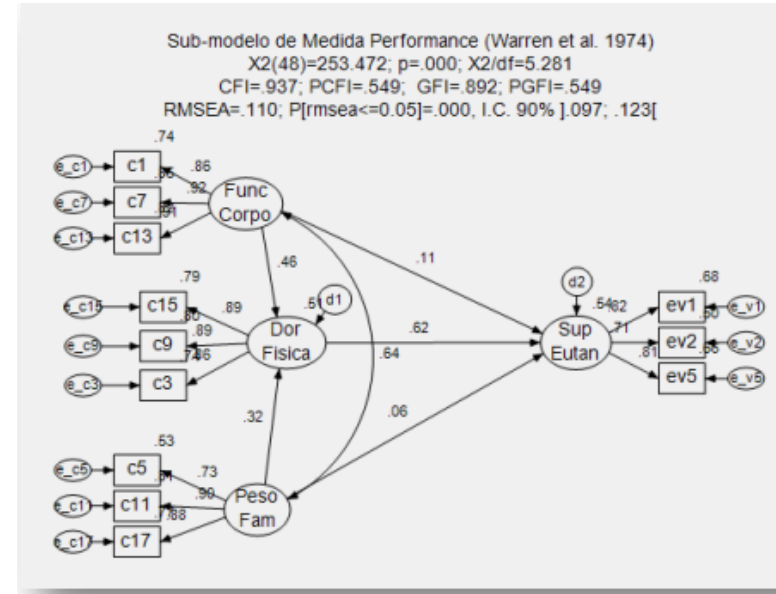 Sub-modelo de Medida Performance (Warren et al. 1974)
X2(48)=253.472; p=.000; X2/df=5.281
CFI=.937; PCFI=.549; GFI=.892; PGFI=.549
RMSEA=.110; P[rmsea<=0.05]=.000, I.C. 90% ].097; .123[
.74
e_c1 c1 .86
e_c7 c7 .92
e_c13 c13 .91
Func
Corpo
.46
.11
.79
e_c15 c15 .89
e_c9 c9 .89
e_c3 c3
.51 d1
Dor
Fisica
.62
.64
.32
.06
d2
.54
Sup
Eutan
.68
.82 ev1 e_v1
.71 ev2 e_v2
.81 ev5 e_v5
.53
e_c5 c5 .73
e_c11 c11 .90
e_c17 c17 .88
Peso
Fam